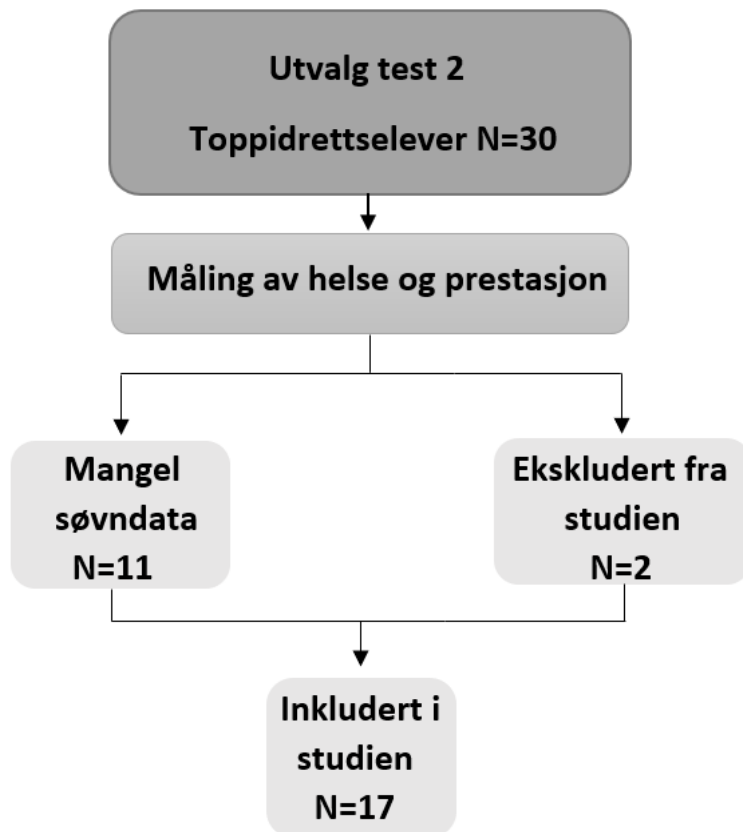 Utvalg test 2
Toppidrettselever N=30
Måling av helse og prestasjon
Mangel
søvndata
N=11
Ekskludert fra
studien
N=2
Inkludert i
studien
N=17